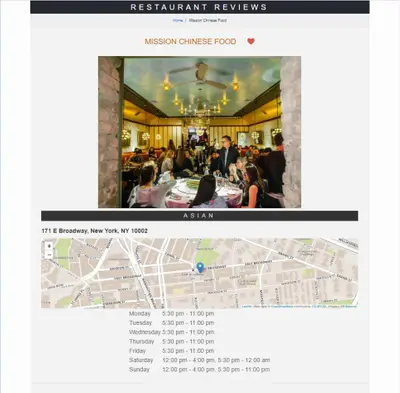 RESTAURANT REVIEWS
Home / Mission Chinese Food
MISSION CHINESE FOOD
ASIAN
171 E Broadway, New York, NY 10002
+
−
Monday 5:30 pm - 11:00 pm
Tuesday 5:30 pm - 11:00 pm
Wednesday 5:30 pm - 11:00 pm
Thursday 5:30 pm - 11:00 pm
Friday 5:30 pm - 11:00 pm
Saturday 12:00 pm - 4:00 pm, 5:30 pm - 12:00 am
Sunday 12:00 pm - 4:00 pm, 5:30 pm - 11:00 pm